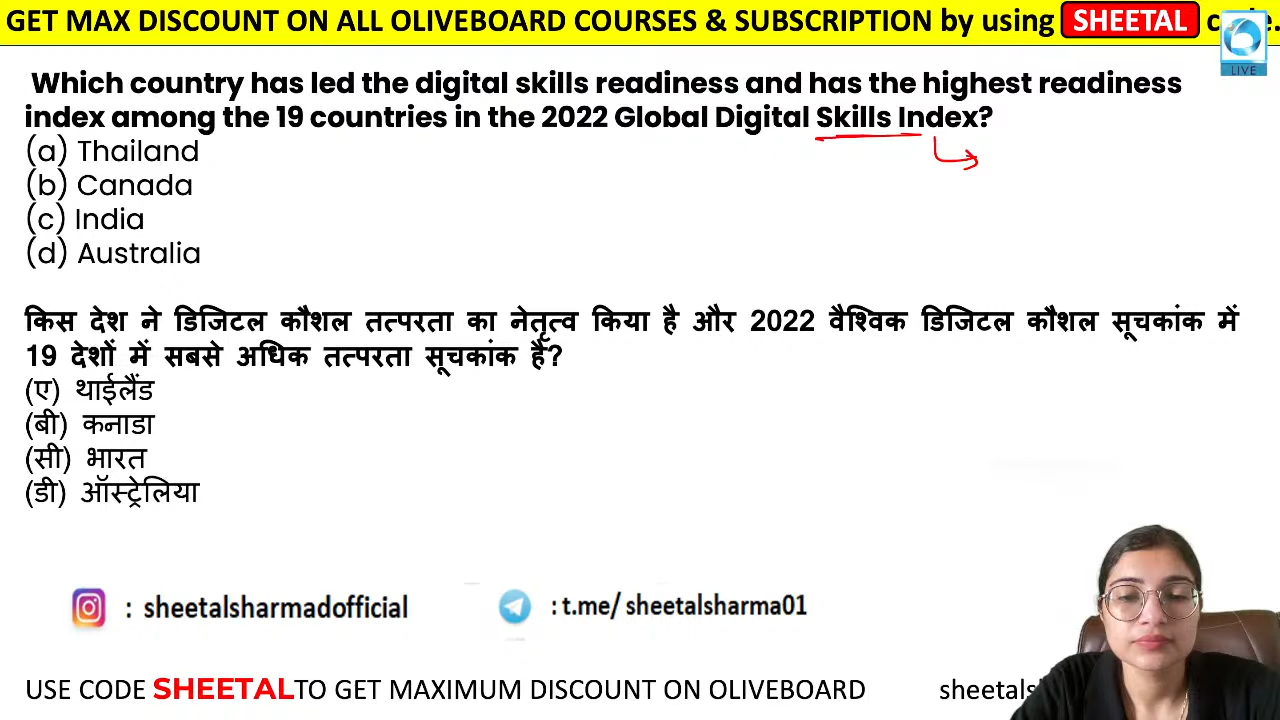 GET MAX DISCOUNT ON ALL OLIVEBOARD COURSES & SUBSCRIPTION by using SHEETAL
LIVE
Which country has led the digital skills readiness and has the highest readiness
index among the 19 countries in the 2022 Global Digital Skills Index?
(a) Thailand
(b) Canada
(c) India
(d) Australia
किस देश ने डिजिटल कौशल तत्परता का नेतृत्व किया है और 2022 वैश्विक डिजिटल कौशल सूचकांक में
19 देशों में सबसे अधिक तत्परता सूचकांक है?
(ए) थाईलैंड
(बी) कनाडा
(सी) भारत
(डी) ऑस्ट्रेलिया
: sheetalsharmadofficial
: t.me/ sheetalsharma01
USE CODE SHEETALTO GET MAXIMUM DISCOUNT ON OLIVEBOARD